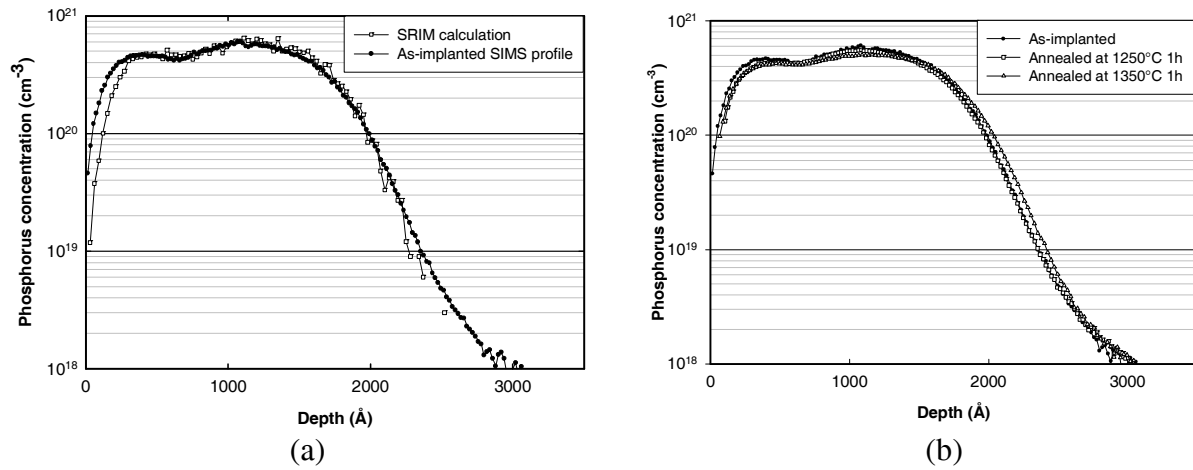 Phosphorus concentration (cm-3)
10²¹
10²⁰
10¹⁹
10¹⁸
SRIM calculation
As-implanted SIMS profile
0 1000 2000 3000
Depth (Å)
(a)
Phosphorus concentration (cm-3)
10²¹
10²⁰
10¹⁹
10¹⁸
As-implanted
Annealed at 1250°C 1h
Annealed at 1350°C 1h
0 1000 2000 3000
Depth (Å)
(b)